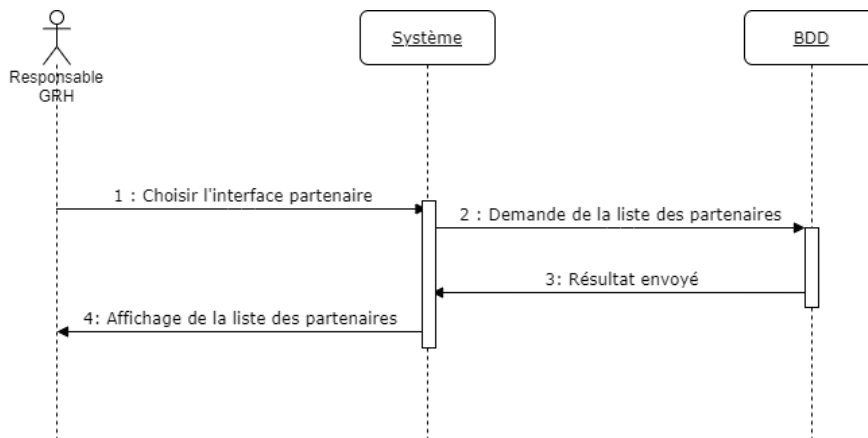 Système
BDD
Responsable
GRH
1 : Choisir l'interface partenaire
2 : Demande de la liste des partenaires
3: Résultat envoyé
4: Affichage de la liste des partenaires